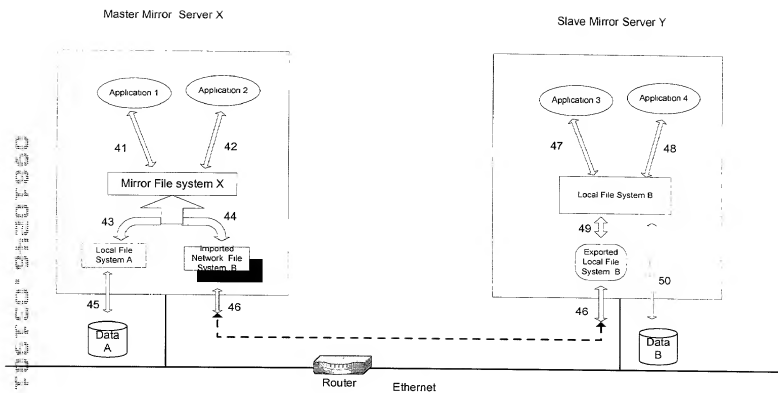 Master Mirror Server X
Slave Mirror Server Y
Application 1
Application 2
Application 3
Application 4
41
42
47
48
Mirror File system X
Local File System B
43
44
49
Local File
System A
Imported
Network File
System B
Exported
Local File
System B
45
46
46
50
Data
A
Data
B
Router
Ethernet